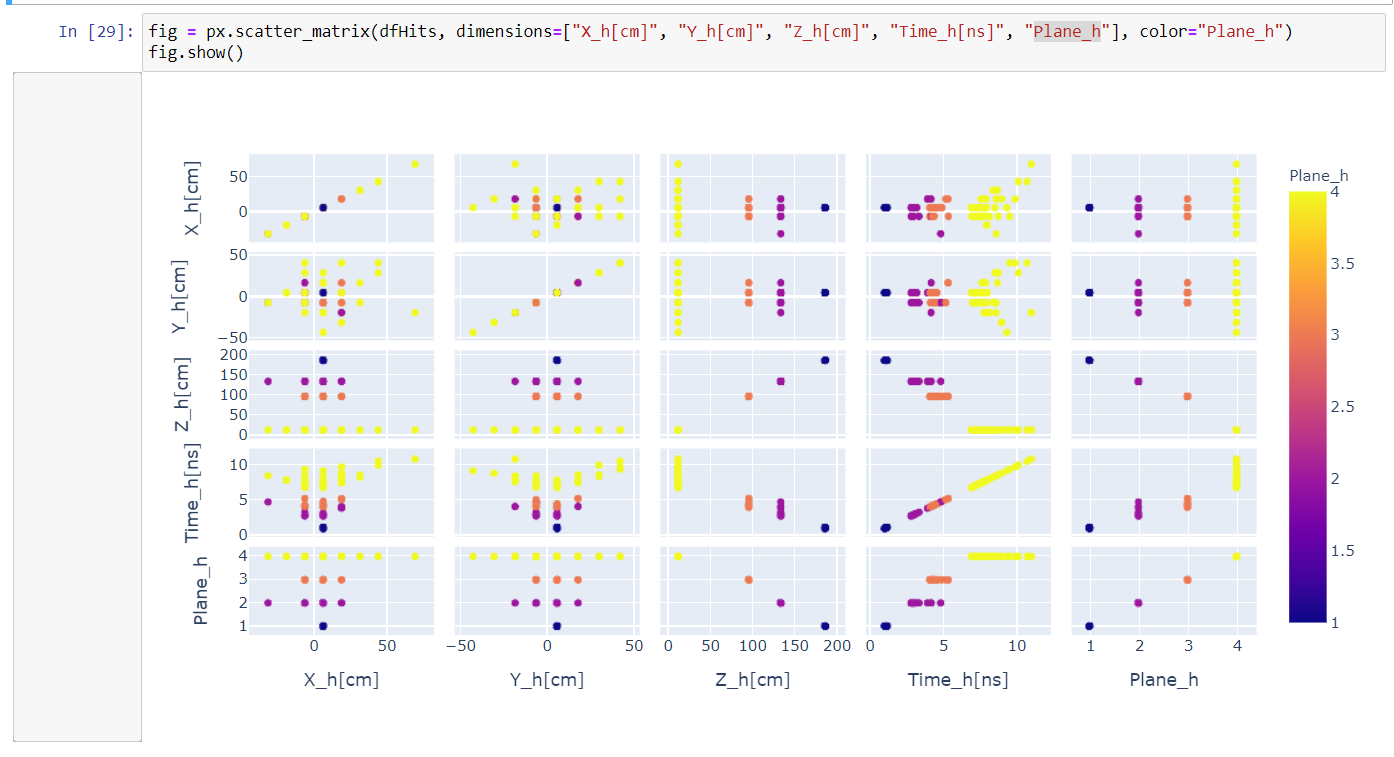 In [29]: fig = px.scatter_matrix(dfHits, dimensions=["X_h[cm]", "Y_h[cm]", "Z_h[cm]", "Time_h[ns]", "Plane_h"], color="Plane_h")
fig.show()
X_h[cm]
50
0
Y_h[cm]
50
0
−50
Z_h[cm]
200
150
100
50
0
Time_h[ns]
10
5
0
Plane_h
4
3
2
1
0 50 −50 0 50 0 50 100 150 200 0 5 10 1 2 3 4
X_h[cm] Y_h[cm] Z_h[cm] Time_h[ns] Plane_h
Plane_h
4
3.5
3
2.5
2
1.5
1